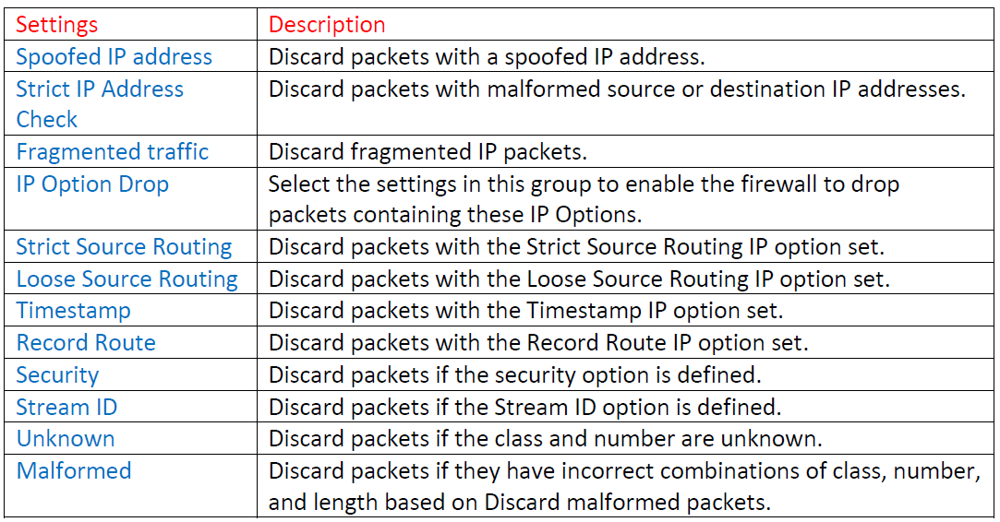 Settings Description
Spoofed IP address Discard packets with a spoofed IP address.
Strict IP Address Discard packets with malformed source or destination IP addresses.
Check
Fragmented traffic Discard fragmented IP packets.
IP Option Drop Select the settings in this group to enable the firewall to drop
packets containing these IP Options.
Strict Source Routing Discard packets with the Strict Source Routing IP option set.
Loose Source Routing Discard packets with the Loose Source Routing IP option set.
Timestamp Discard packets with the Timestamp IP option set.
Record Route Discard packets with the Record Route IP option set.
Security Discard packets if the security option is defined.
Stream ID Discard packets if the Stream ID option is defined.
Unknown Discard packets if the class and number are unknown.
Malformed Discard packets if they have incorrect combinations of class, number,
and length based on Discard malformed packets.